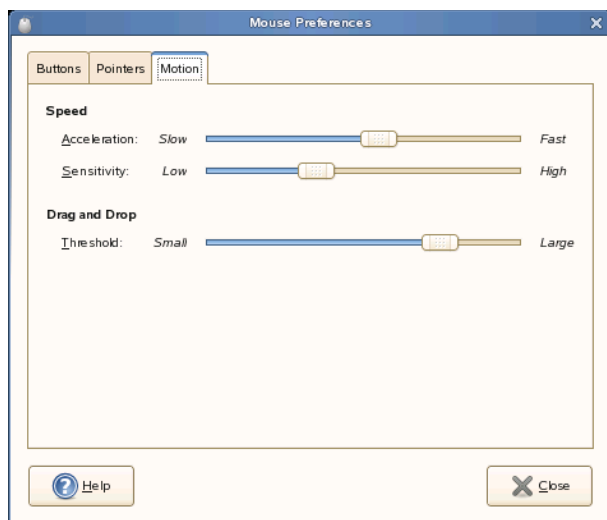 Mouse Preferences
Buttons Pointers Motion
Speed
Acceleration: Slow Fast
Sensitivity: Low High
Drag and Drop
Threshold: Small Large
Help Close